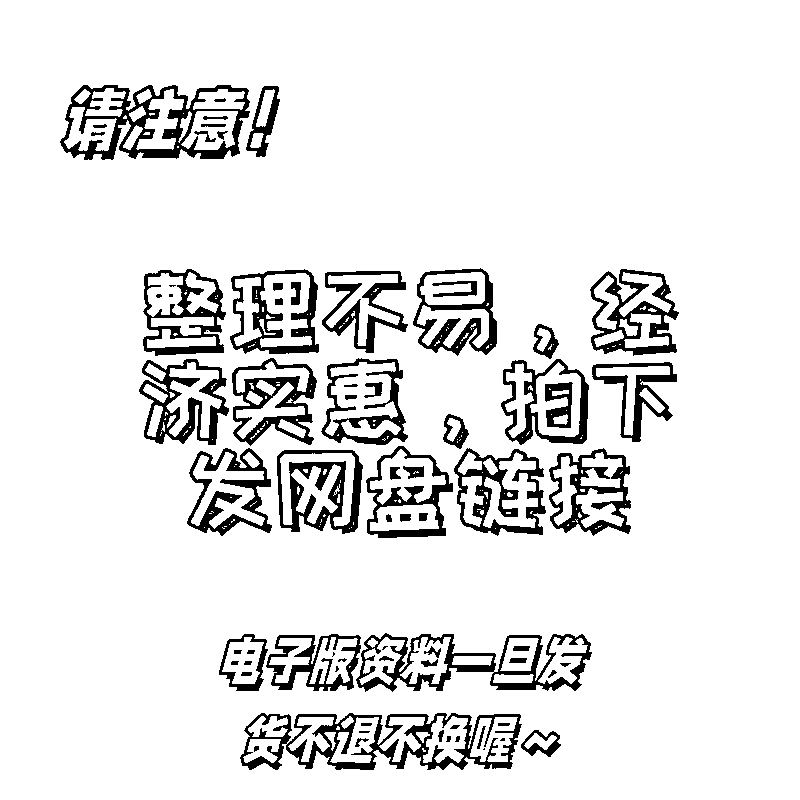 请注意!
整理不易,经
济实惠,拍下
发网盘链接
电子版资料一旦发
货不退不换喔~